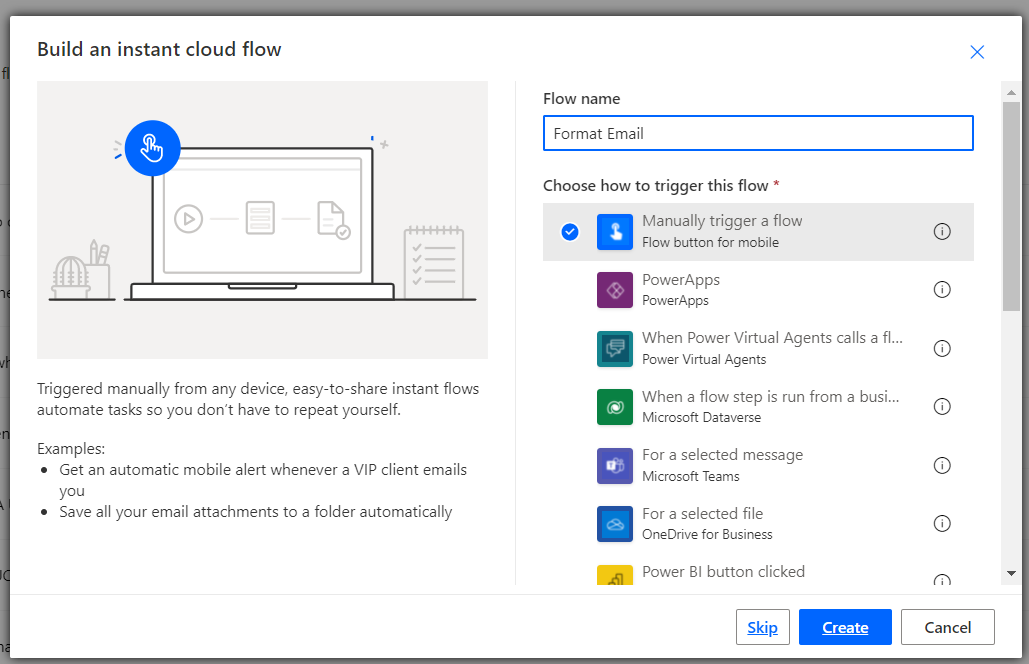 Build an instant cloud flow
Triggered manually from any device, easy-to-share instant flows
automate tasks so you don't have to repeat yourself.
Examples:
Get an automatic mobile alert whenever a VIP client emails
you
Save all your email attachments to a folder automatically
Flow name
Format Email
Choose how to trigger this flow *
Manually trigger a flow
Flow button for mobile
PowerApps
PowerApps
When Power Virtual Agents calls a fl...
Power Virtual Agents
When a flow step is run from a busi...
Microsoft Dataverse
For a selected message
Microsoft Teams
For a selected file
OneDrive for Business
Power BI button clicked
Skip
Create
Cancel